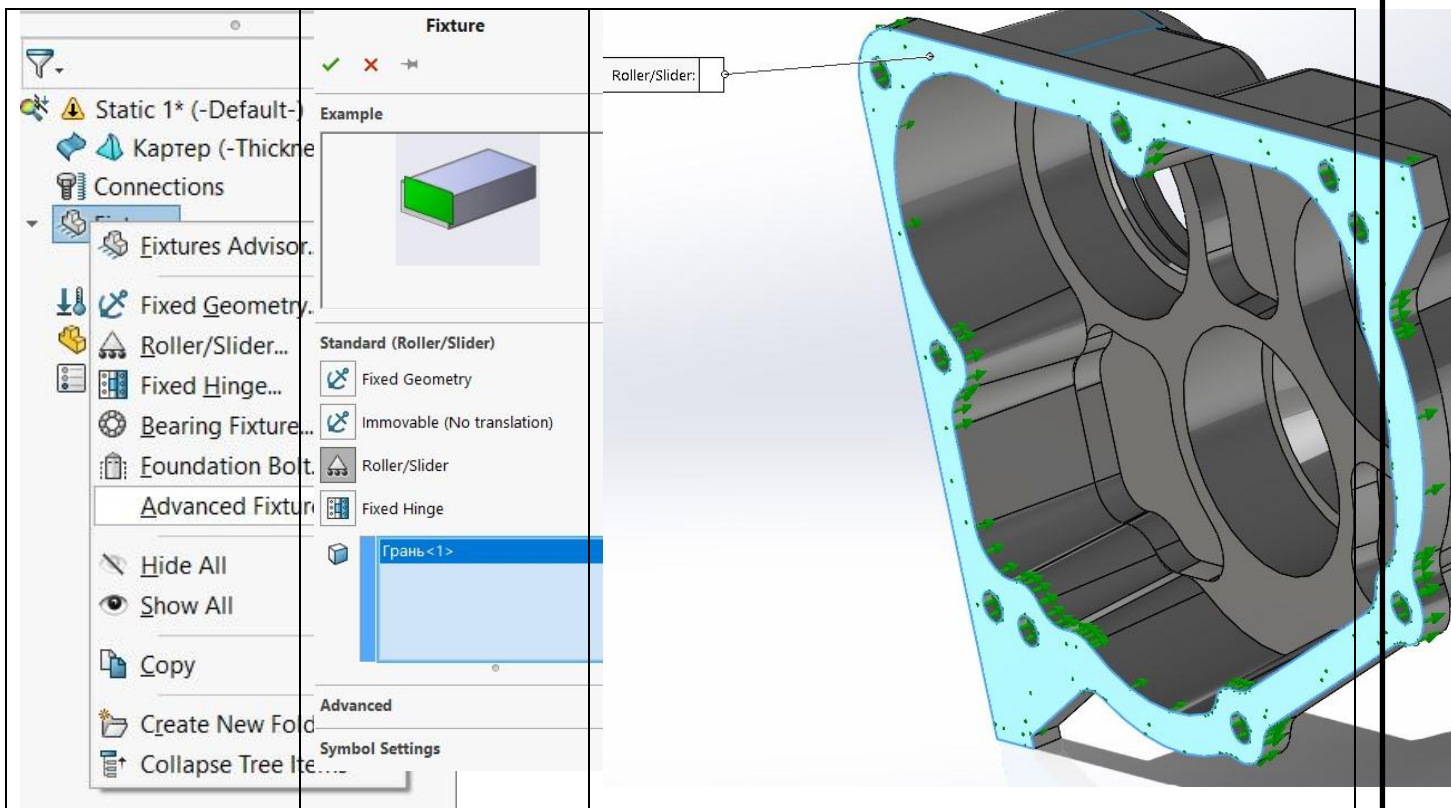 Static 1* (-Default-)
Картер (-Thickne
Connections
Fixtures Advisor.
Fixed Geometry.
Roller/Slider...
Fixed Hinge...
Bearing Fixture...
Foundation Bolt.
Advanced Fixture
Hide All
Show All
Copy
Create New Fold
Collapse Tree Items
Fixture
Example
Standard (Roller/Slider)
Fixed Geometry
Immovable (No translation)
Roller/Slider
Fixed Hinge
Грань<1>
Advanced
Symbol Settings
Roller/Slider: